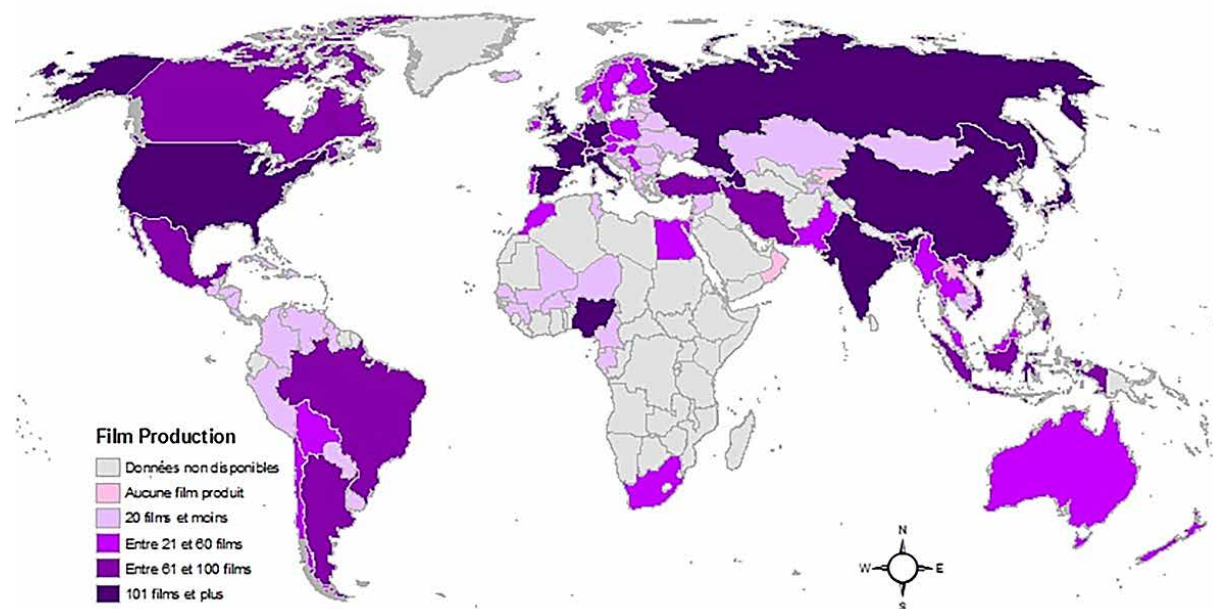 Film Production
Données non disponibles
Aucune film produit
20 films et moins
Entre 21 et 60 films
Entre 61 et 100 films
101 films et plus
N
W E
S